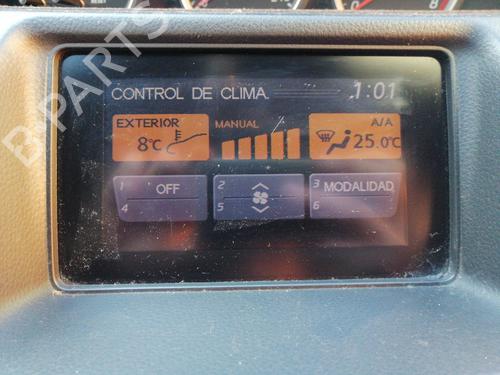 RESET
CONTROL DE CLIMA 1:01
EXTERIOR MANUAL A/A
8°C 25.0°C
1 OFF 2 3 MODALIDAD
4 5 6
B PARTS